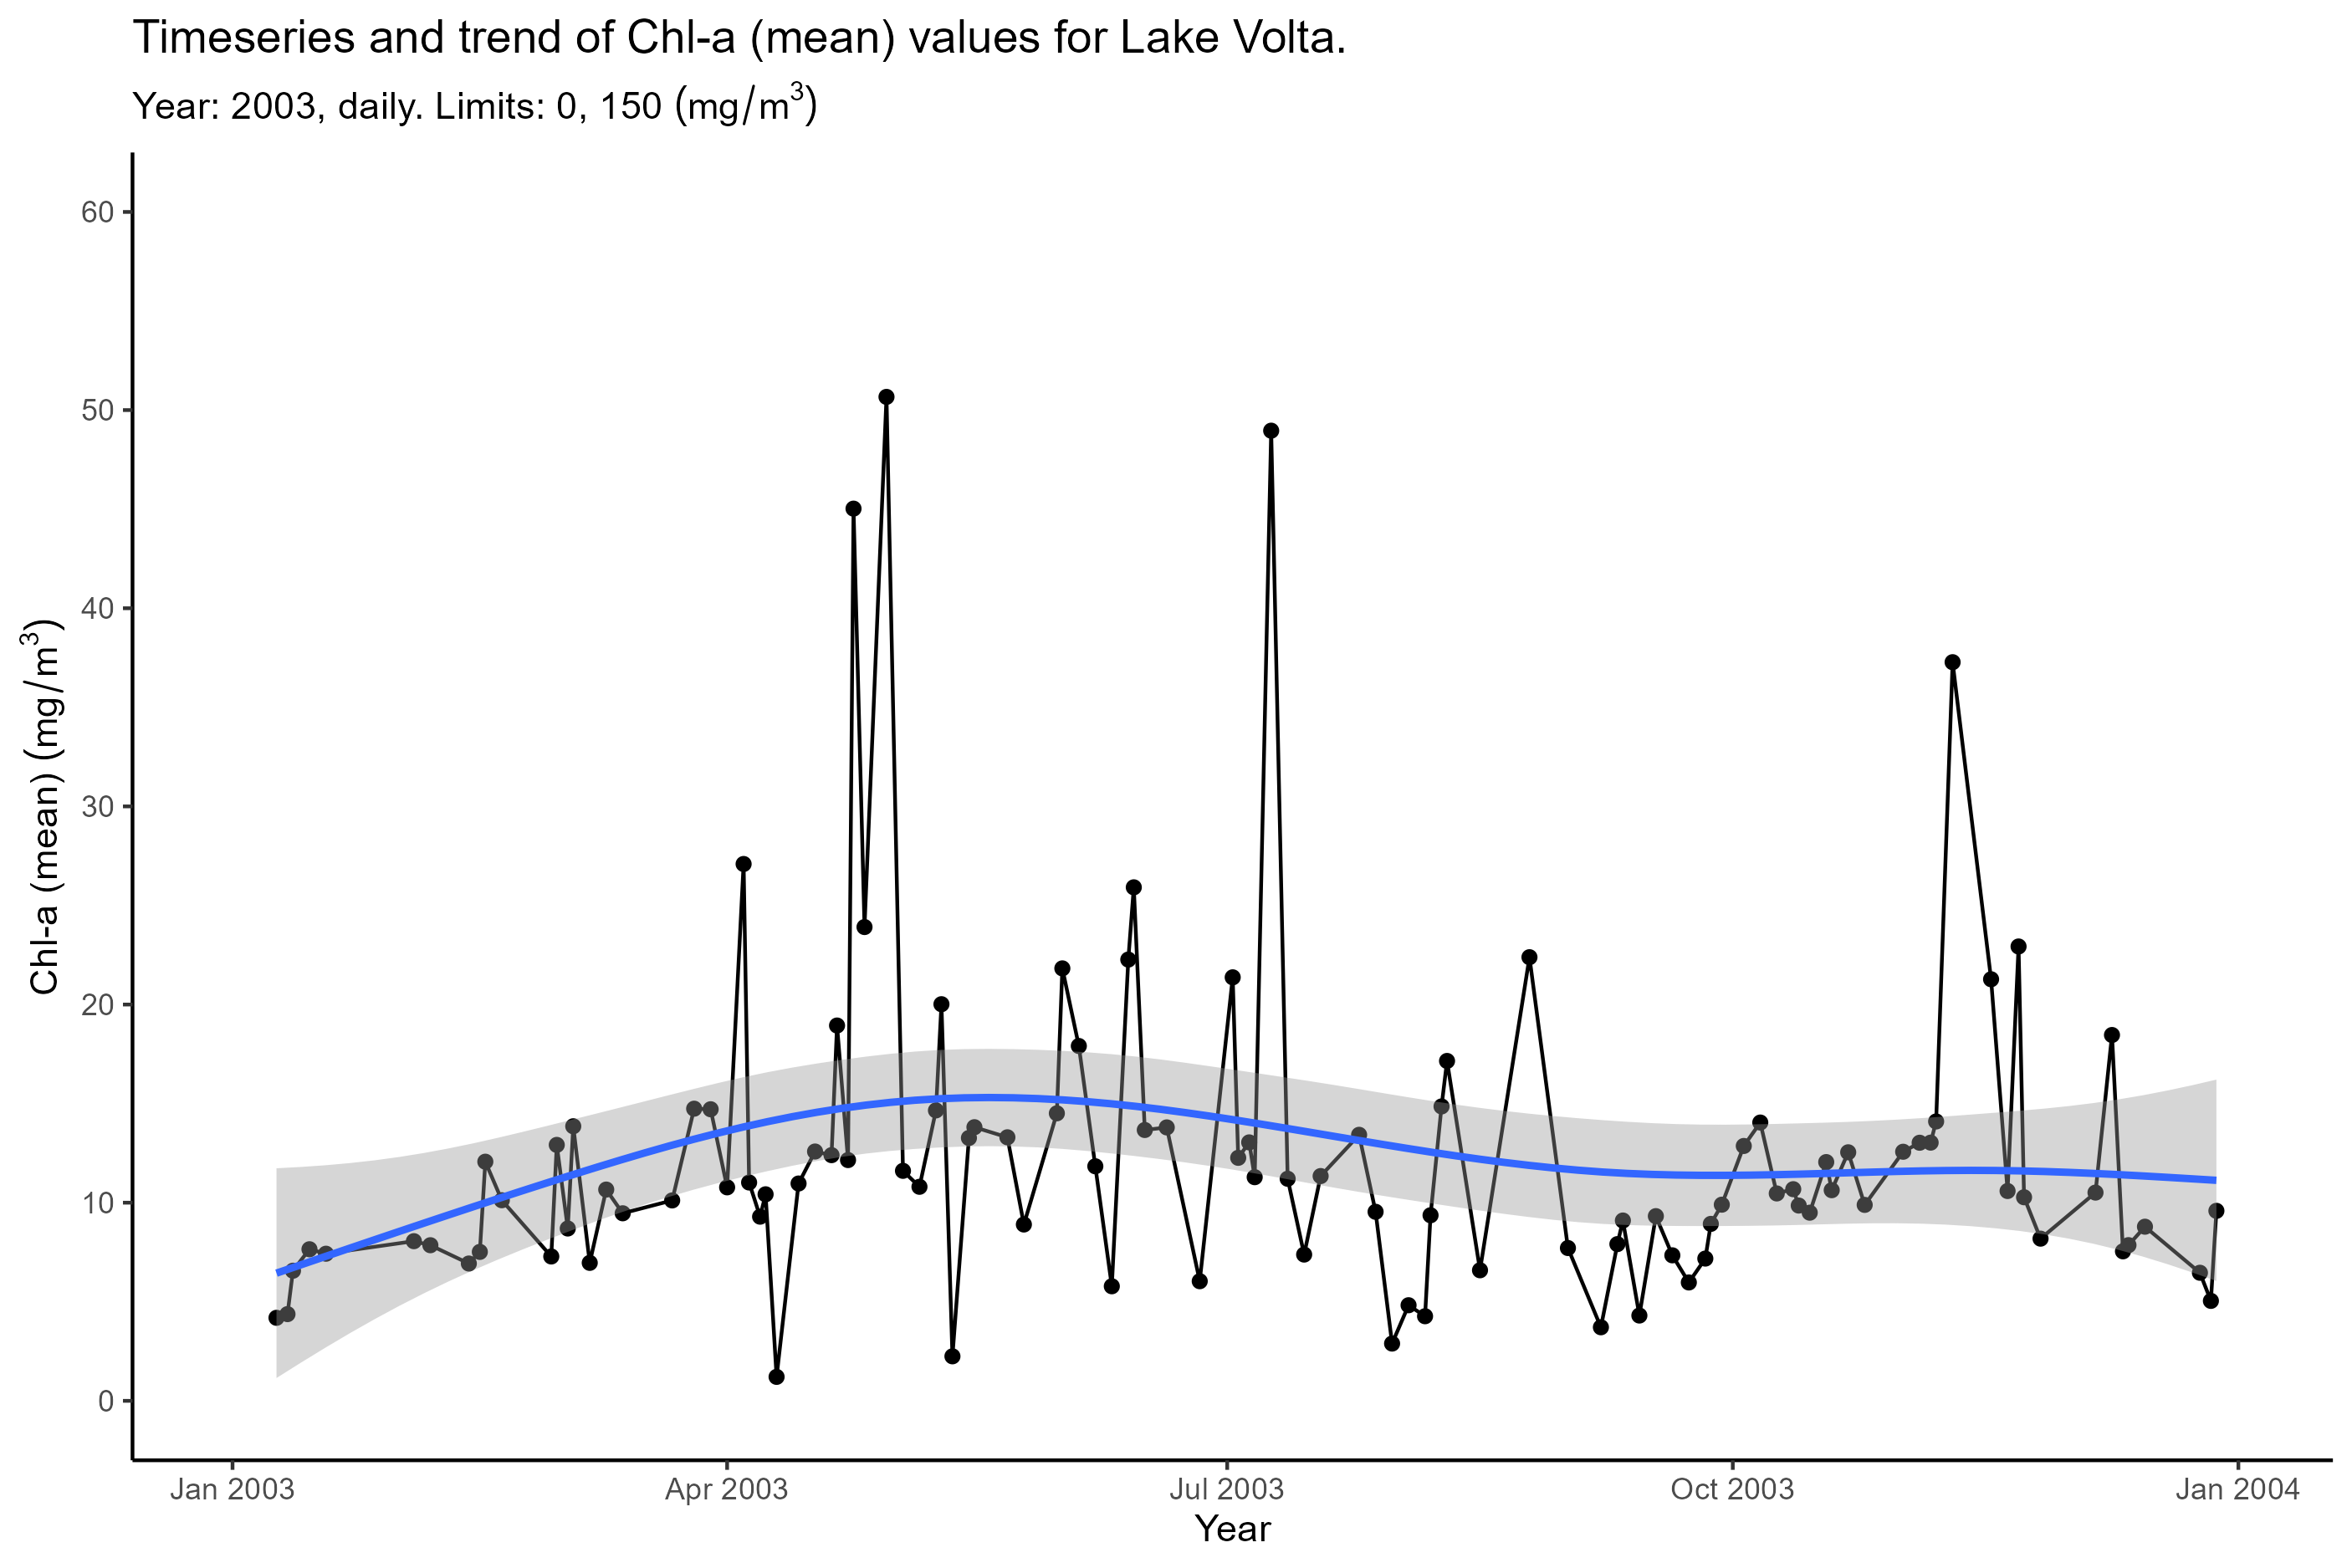 Timeseries and trend of Chl-a (mean) values for Lake Volta.
Year: 2003, daily. Limits: 0, 150 (mg/m³)
Chl-a (mean) (mg/m³)
60
50
40
30
20
10
0
Jan 2003
Apr 2003
Jul 2003
Oct 2003
Jan 2004
Year